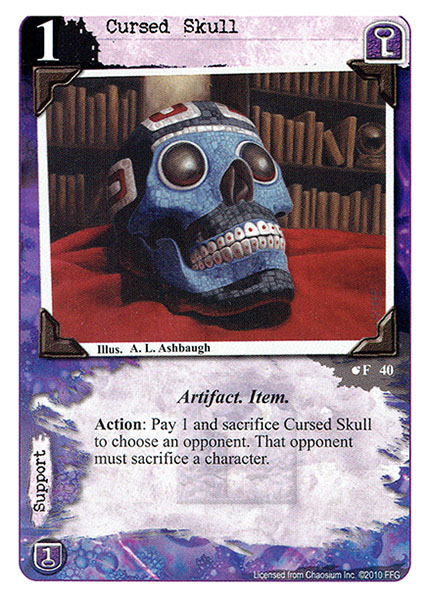 1
Cursed Skull
Illus. A. L. Ashbaugh
F 40
Artifact. Item.
Action: Pay 1 and sacrifice Cursed Skull
to choose an opponent. That opponent
must sacrifice a character.
Support
1
Licensed from Chaosium Inc. ©2010 FFG